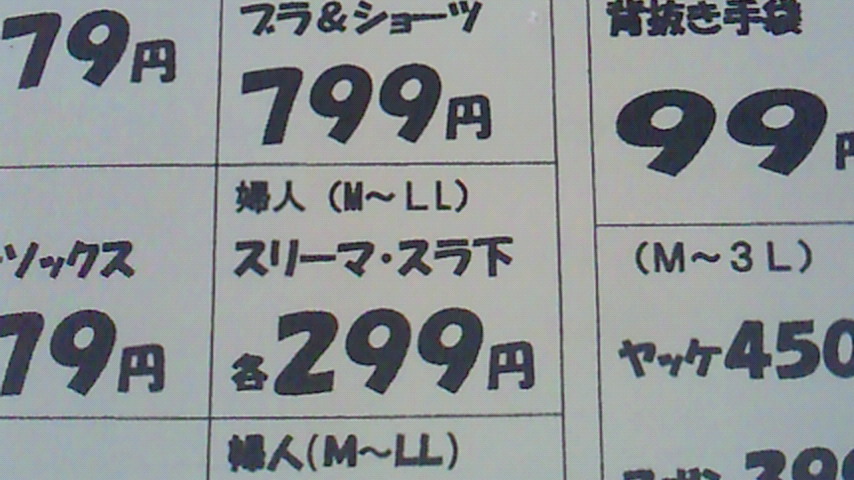 79円
ブラ&ショーツ
799円
背抜き手袋
99円
ソックス
79円
婦人(M~LL)
スリーマ・スラ下
各299円
(M~3L)
ヤッケ450
婦人(M~LL)
399